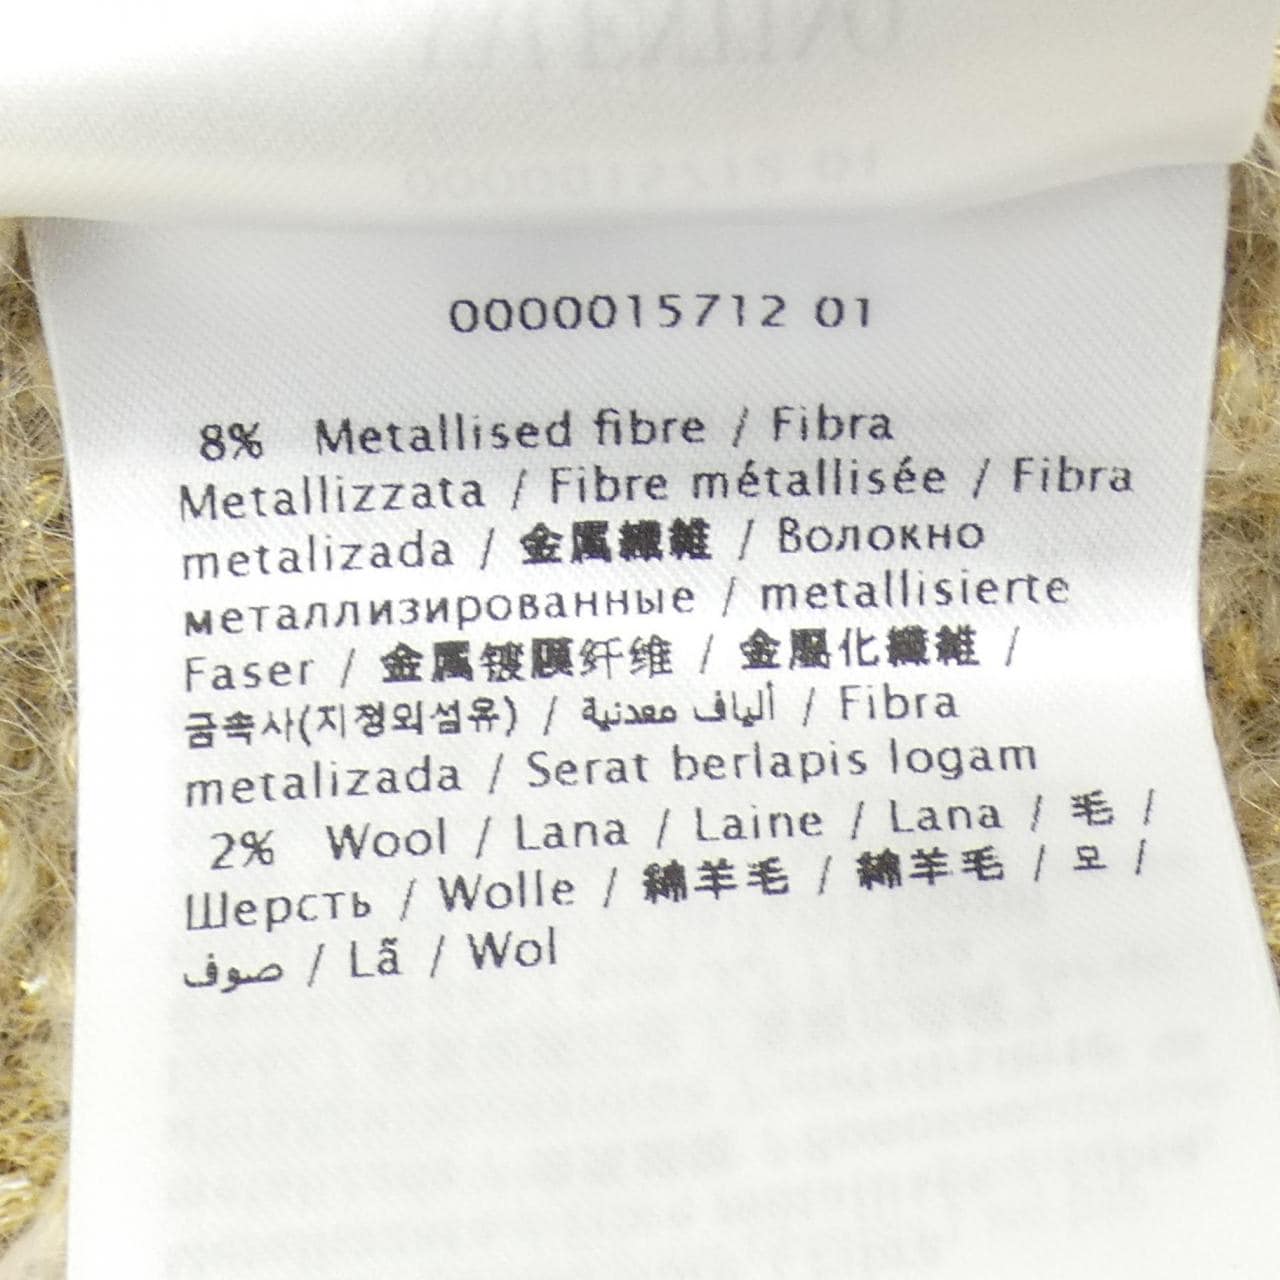 0000015712 01
8% Metallised fibre / Fibra
Metallizzata / Fibre métallisée / Fibra
metalizada / 金属繊維 / Волокно
металлизированные / metallisierte
Faser / 金属镀膜纤维 / 金屬化纖維 /
금속사(지정외섬유) / ألياف معدنية / Fibra
metalizada / Serat berlapis logam
2% Wool / Lana / Laine / Lana / 毛 /
Шерсть / Wolle / 綿羊毛 / 綿羊毛 / 모 /
صوف / Lã / Wol